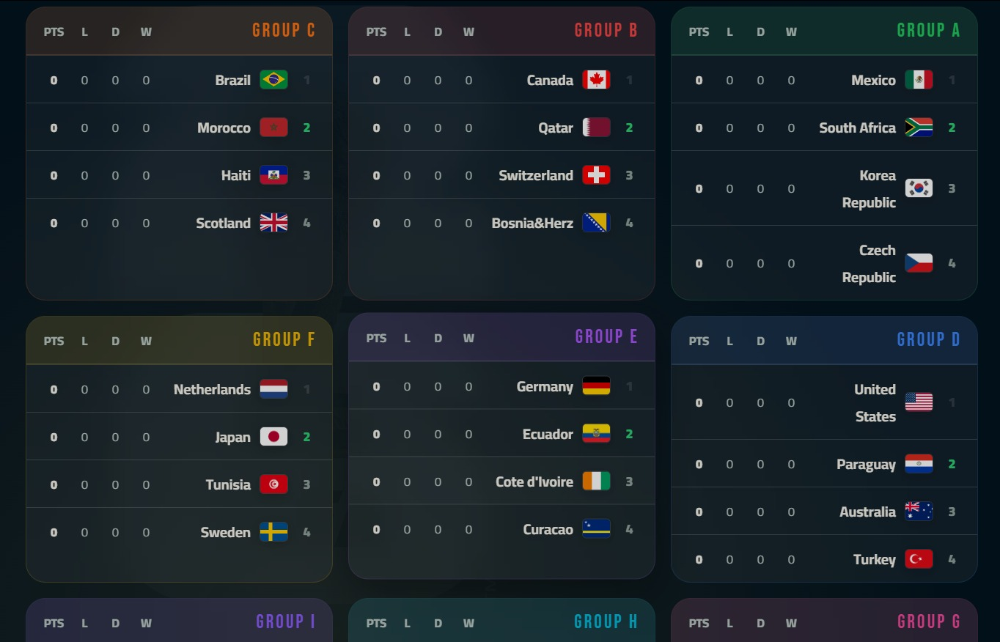 PTS L D W GROUP C
0 0 0 0 Brazil 1
0 0 0 0 Morocco 2
0 0 0 0 Haiti 3
0 0 0 0 Scotland 4
PTS L D W GROUP B
0 0 0 0 Canada 1
0 0 0 0 Qatar 2
0 0 0 0 Switzerland 3
0 0 0 0 Bosnia&Herz 4
PTS L D W GROUP A
0 0 0 0 Mexico 1
0 0 0 0 South Africa 2
0 0 0 0 Korea
Republic 3
0 0 0 0 Czech
Republic 4
PTS L D W GROUP F
0 0 0 0 Netherlands 1
0 0 0 0 Japan 2
0 0 0 0 Tunisia 3
0 0 0 0 Sweden 4
PTS L D W GROUP E
0 0 0 0 Germany 1
0 0 0 0 Ecuador 2
0 0 0 0 Cote d'Ivoire 3
0 0 0 0 Curacao 4
PTS L D W GROUP D
0 0 0 0 United
States 1
0 0 0 0 Paraguay 2
0 0 0 0 Australia 3
0 0 0 0 Turkey 4
PTS L D W GROUP I
PTS L D W GROUP H
PTS L D W GROUP G